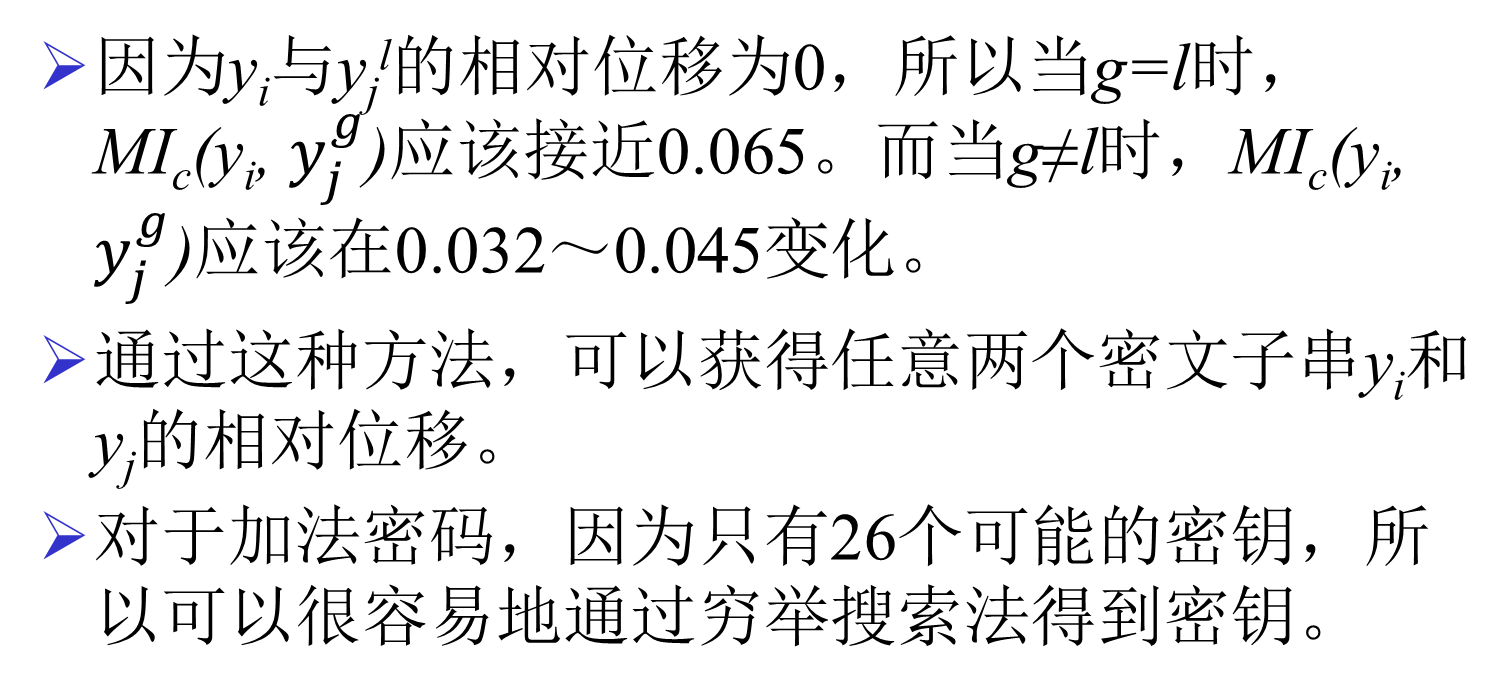 ➢因为yᵢ与yⱼˡ的相对位移为0，所以当g=l时，
MI_c(yᵢ, yⱼᵍ)应该接近0.065。而当g≠l时，MI_c(yᵢ,
yⱼᵍ)应该在0.032～0.045变化。
➢通过这种方法，可以获得任意两个密文子串yᵢ和
yⱼ的相对位移。
➢对于加法密码，因为只有26个可能的密钥，所
以可以很容易地通过穷举搜索法得到密钥。